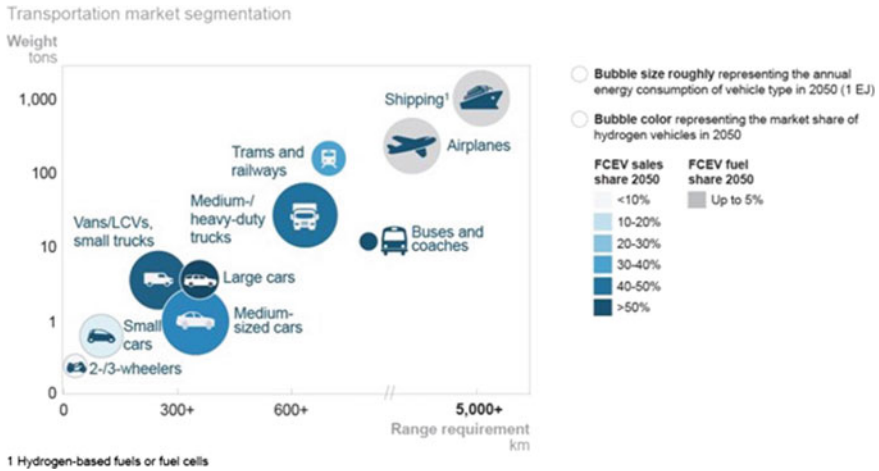 Transportation market segmentation
Weight
tons
1,000
100
10
1
0
Shipping¹
Airplanes
Trams and
railways
Medium-/
heavy-duty
trucks
Buses and
coaches
Vans/LCVs,
small trucks
Large cars
Medium-
sized cars
Small
cars
2-/3-wheelers
0
300+
600+
5,000+
Range requirement
km
Bubble size roughly representing the annual
energy consumption of vehicle type in 2050 (1 EJ)
Bubble color representing the market share of
hydrogen vehicles in 2050
FCEV sales
share 2050
<10%
10-20%
20-30%
30-40%
40-50%
>50%
FCEV fuel
share 2050
Up to 5%
1 Hydrogen-based fuels or fuel cells